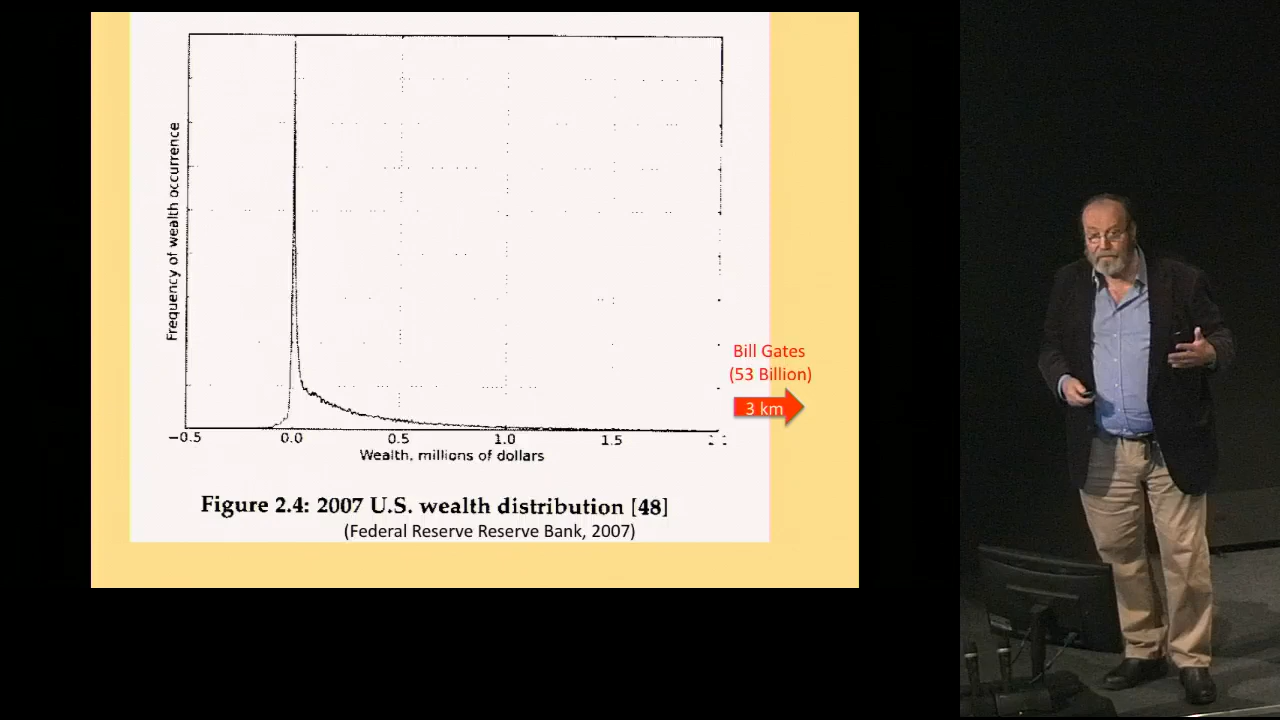 Frequency of wealth occurrence
Bill Gates
(53 Billion)
3 km
−0.5 0.0 0.5 1.0 1.5
Wealth, millions of dollars
Figure 2.4: 2007 U.S. wealth distribution [48]
(Federal Reserve Reserve Bank, 2007)